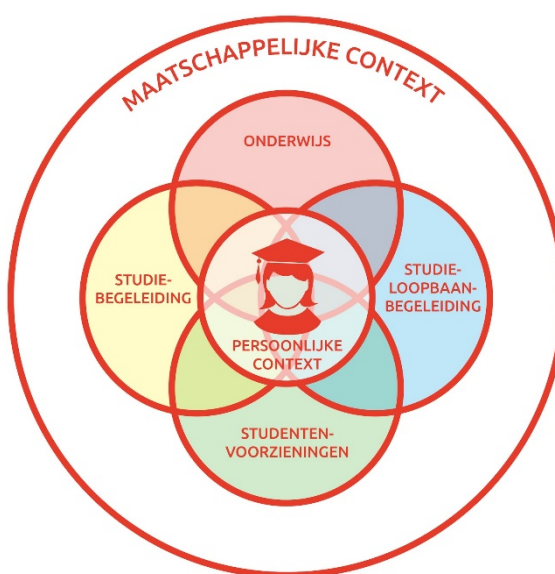 MAATSCHAPPELIJKE CONTEXT
ONDERWIJS
STUDIE-
BEGELEIDING
STUDIE-
LOOPBAAN-
BEGELEIDING
PERSOONLIJKE
CONTEXT
STUDENTEN-
VOORZIENINGEN